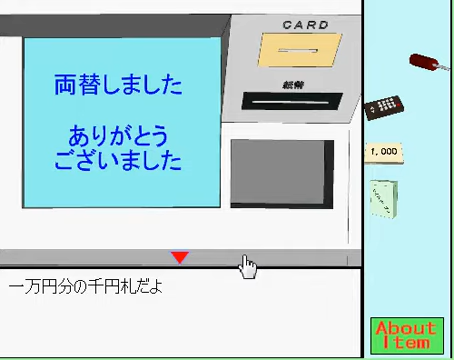 CARD
紙幣
両替しました
ありがとう
ございました
1,000
一万円分の千円札だよ
About
Item